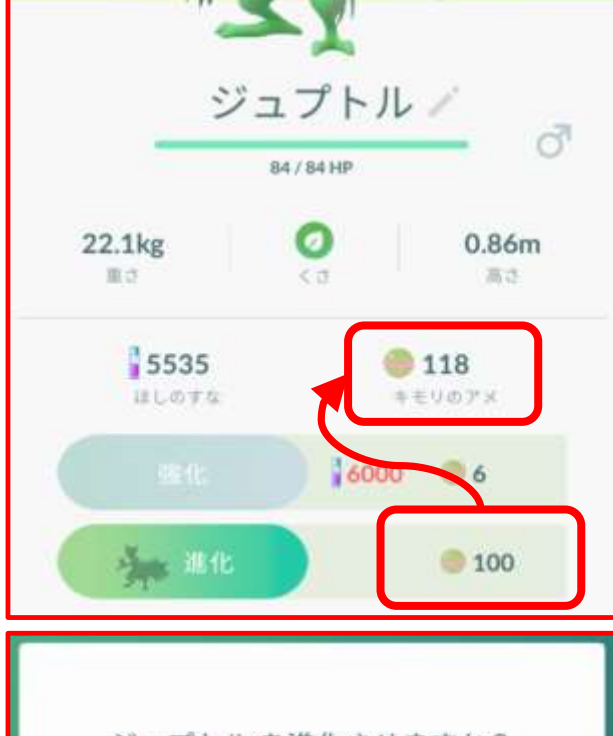 ジュプトル
84 / 84 HP
22.1kg
0.86m
重さ
くさ
高さ
5535
118
ほしのすな
キモリのアメ
強化
6000
6
進化
100